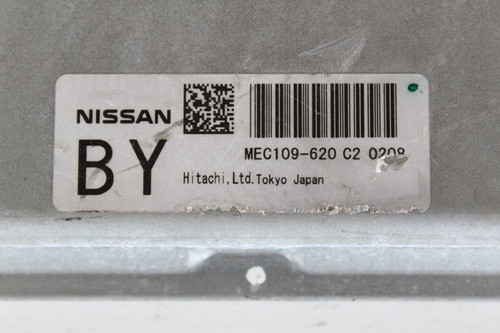 NISSAN
BY
MEC109-620 C2 0208
Hitachi,Ltd.Tokyo Japan